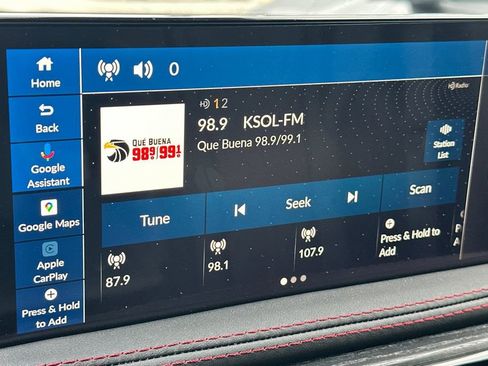 Home
0
HD Radio
Back
HD 1 2
98.9 KSOL-FM
Que Buena 98.9/99.1
QUÉ BUENA
98.9/99.1
Station
List
Google
Assistant
Google Maps
Tune
Seek
Scan
Apple
CarPlay
87.9
98.1
107.9
Press & Hold to
Add
Press & Hold
to Add